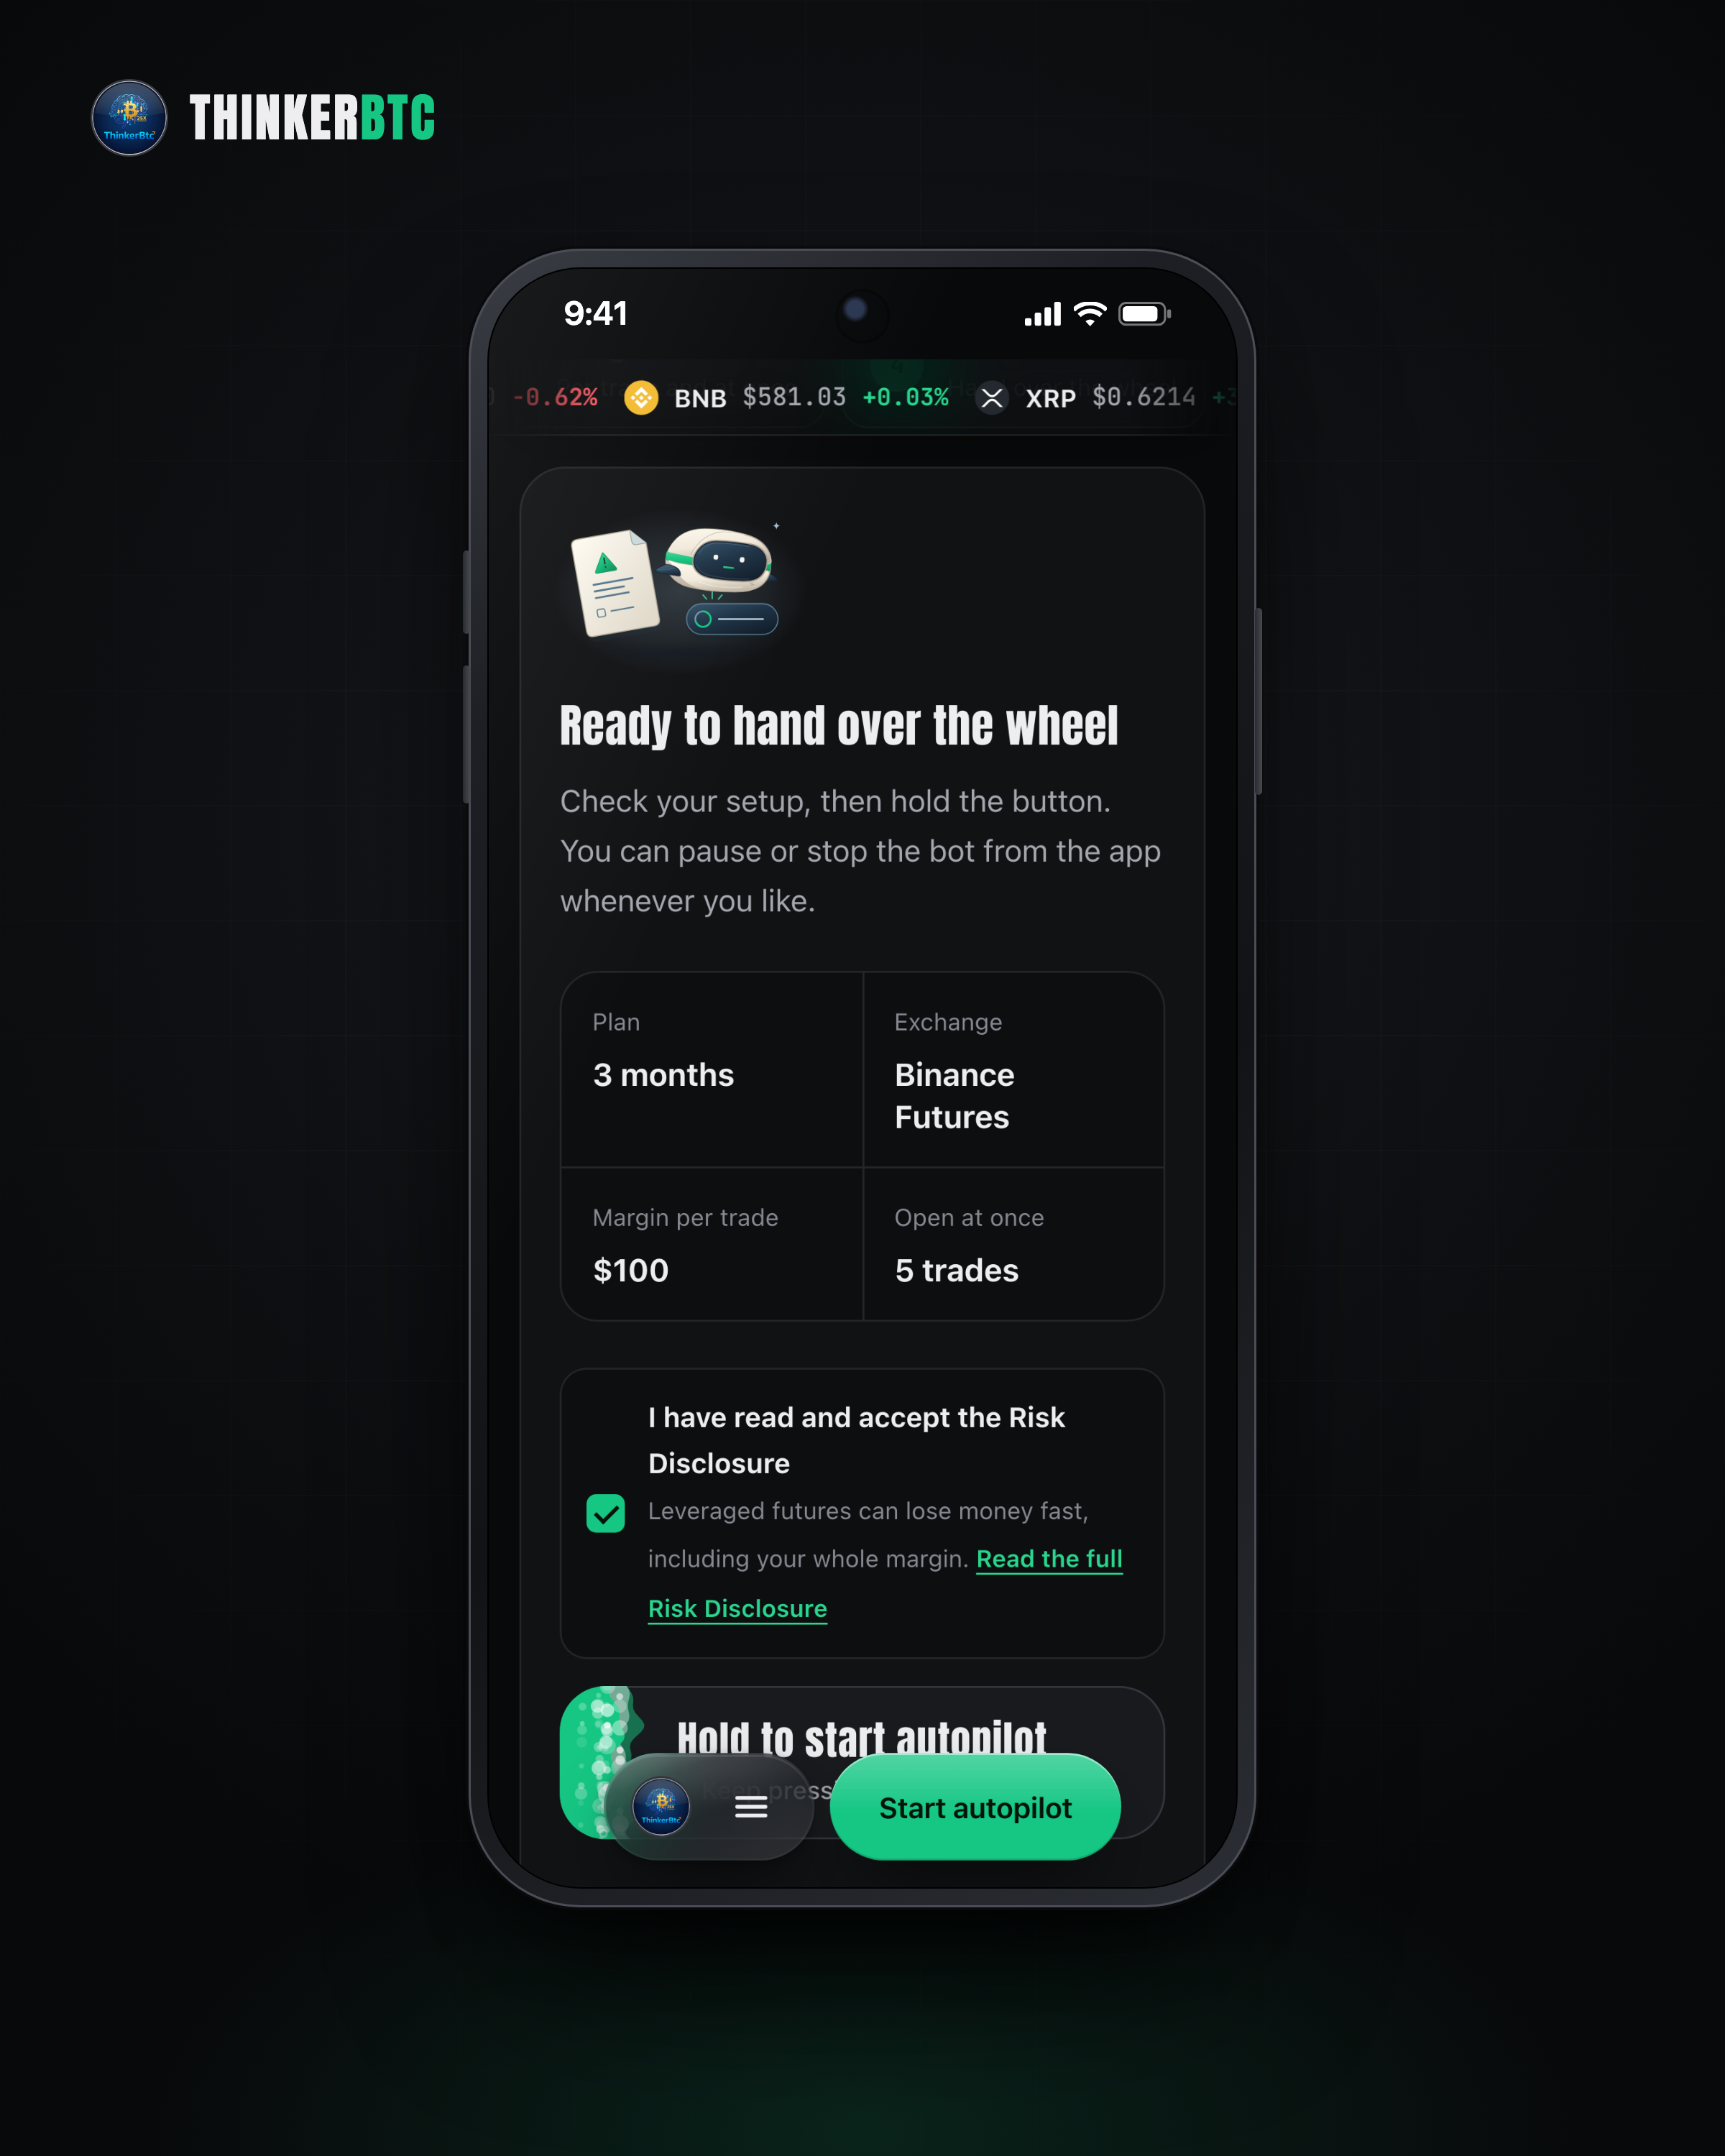 ThinkerBtc
THINKERBTC
9:41
-0.62% BNB $581.03 +0.03% XRP $0.6214
Ready to hand over the wheel
Check your setup, then hold the button.
You can pause or stop the bot from the app
whenever you like.
Plan
3 months
Exchange
Binance
Futures
Margin per trade
$100
Open at once
5 trades
I have read and accept the Risk
Disclosure
Leveraged futures can lose money fast,
including your whole margin. Read the full
Risk Disclosure
Hold to start autopilot
Keep press
ThinkerBtc
Start autopilot